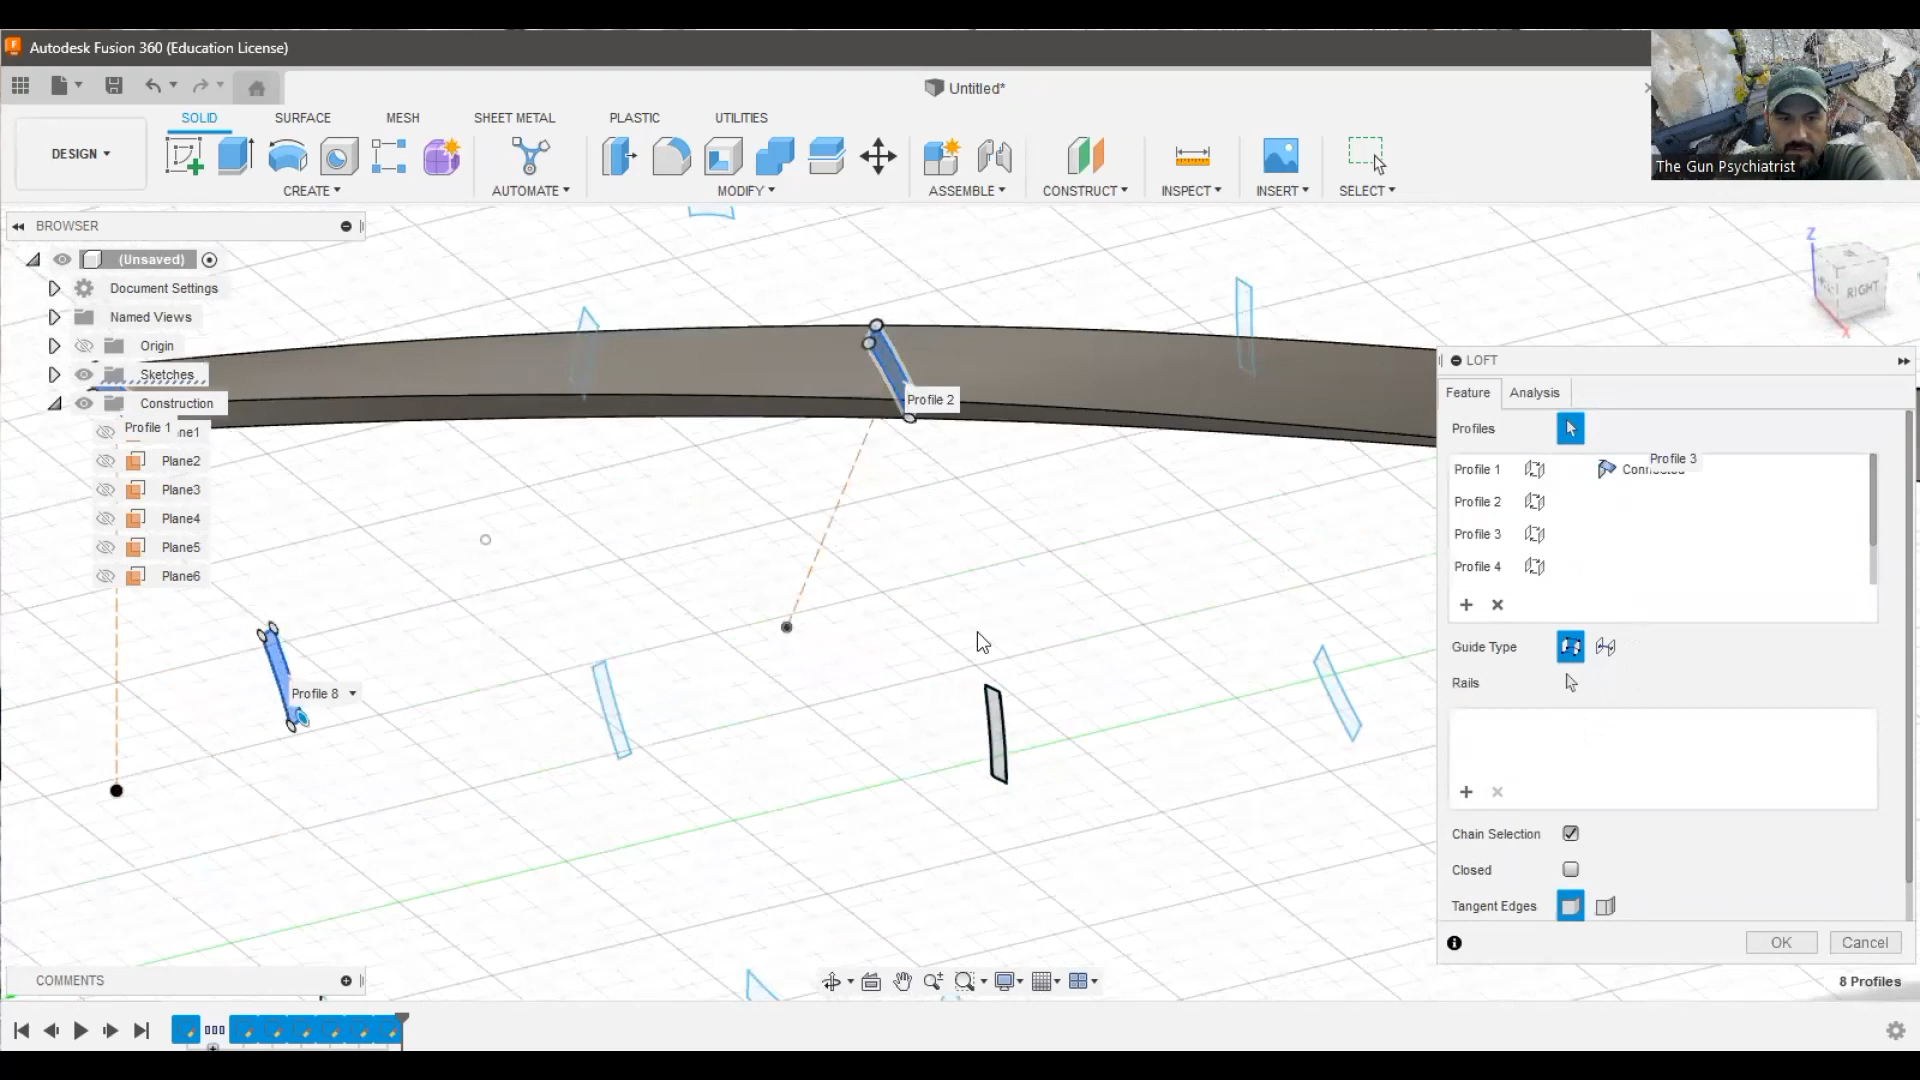 Autodesk Fusion 360 (Education License)
Untitled*
SOLID
SURFACE
MESH
SHEET METAL
PLASTIC
UTILITIES
DESIGN
CREATE
AUTOMATE
MODIFY
ASSEMBLE
CONSTRUCT
INSPECT
INSERT
SELECT
The Gun Psychiatrist
BROWSER
(Unsaved)
Document Settings
Named Views
Origin
Sketches
Construction
Profile 1
ne1
Plane2
Plane3
Plane4
Plane5
Plane6
Profile 2
Profile 8
Z
RIGHT
X
LOFT
Feature
Analysis
Profiles
Profile 3
Profile 1
Connected
Profile 2
Profile 3
Profile 4
Guide Type
Rails
Chain Selection
Closed
Tangent Edges
OK
Cancel
COMMENTS
8 Profiles